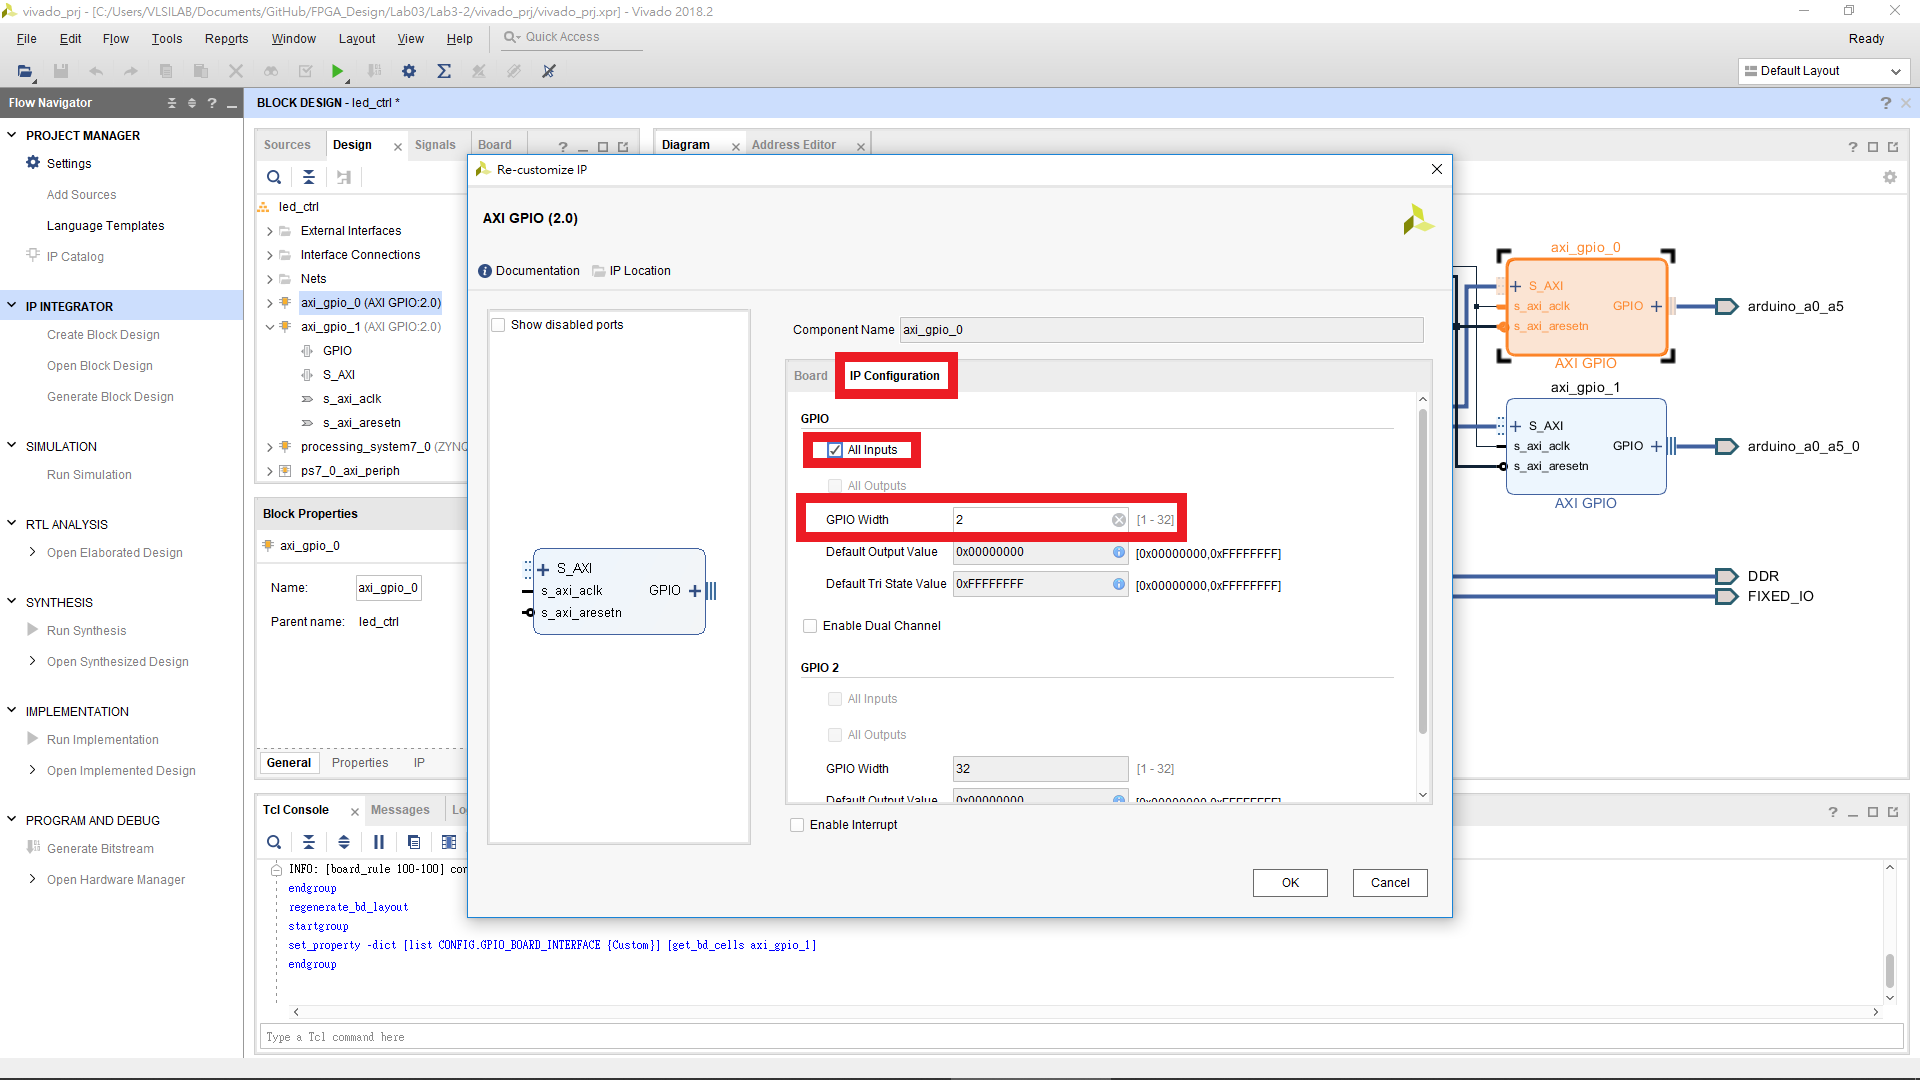 vivado_prj - [C:/Users/VLSILAB/Documents/GitHub/FPGA_Design/Lab03/Lab3-2/vivado_prj/vivado_prj.xpr] - Vivado 2018.2
File Edit Flow Tools Reports Window Layout View Help Quick Access
Ready
Default Layout
Flow Navigator
PROJECT MANAGER
Settings
Add Sources
Language Templates
IP Catalog
IP INTEGRATOR
Create Block Design
Open Block Design
Generate Block Design
SIMULATION
Run Simulation
RTL ANALYSIS
Open Elaborated Design
SYNTHESIS
Run Synthesis
Open Synthesized Design
IMPLEMENTATION
Run Implementation
Open Implemented Design
PROGRAM AND DEBUG
Generate Bitstream
Open Hardware Manager
BLOCK DESIGN - led_ctrl *
Sources Design Signals Board
led_ctrl
External Interfaces
Interface Connections
Nets
axi_gpio_0 (AXI GPIO:2.0)
axi_gpio_1 (AXI GPIO:2.0)
GPIO
S_AXI
s_axi_aclk
s_axi_aresetn
processing_system7_0 (ZYNQ
ps7_0_axi_periph
Block Properties
axi_gpio_0
Name: axi_gpio_0
Parent name: led_ctrl
General Properties IP
Diagram Address Editor
Re-customize IP
AXI GPIO (2.0)
Documentation IP Location
Show disabled ports
S_AXI
s_axi_aclk
s_axi_aresetn
GPIO
Component Name axi_gpio_0
Board IP Configuration
GPIO
All Inputs
All Outputs
GPIO Width 2 [1 - 32]
Default Output Value 0x00000000 [0x00000000,0xFFFFFFFF]
Default Tri State Value 0xFFFFFFFF [0x00000000,0xFFFFFFFF]
Enable Dual Channel
GPIO 2
All Inputs
All Outputs
GPIO Width 32 [1 - 32]
Default Output Value 0x00000000 [0x00000000,0xFFFFFFFF]
Enable Interrupt
OK Cancel
axi_gpio_0
S_AXI
s_axi_aclk GPIO
s_axi_aresetn
AXI GPIO
arduino_a0_a5
axi_gpio_1
S_AXI
s_axi_aclk GPIO
s_axi_aresetn
AXI GPIO
arduino_a0_a5_0
DDR
FIXED_IO
Tcl Console Messages Lo
INFO: [board_rule 100-100] cor
endgroup
regenerate_bd_layout
startgroup
set_property -dict [list CONFIG.GPIO_BOARD_INTERFACE {Custom}] [get_bd_cells axi_gpio_1]
endgroup
Type a Tcl command here